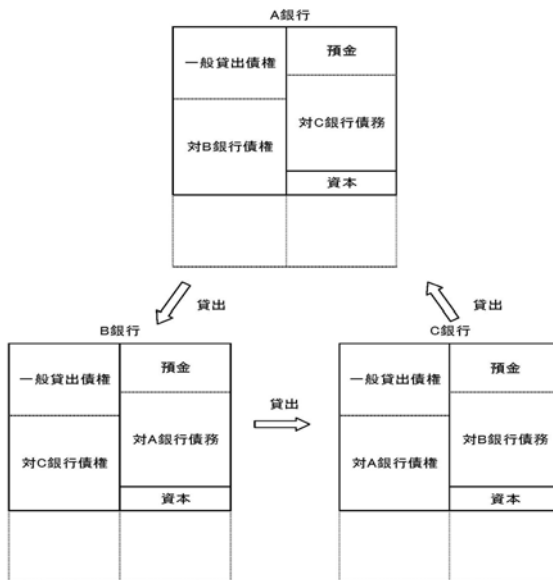 A銀行
一般貸出債権
預金
対B銀行債権
対C銀行債務
資本
貸出
貸出
B銀行
一般貸出債権
預金
対C銀行債権
対A銀行債務
資本
貸出
C銀行
一般貸出債権
預金
対A銀行債権
対B銀行債務
資本